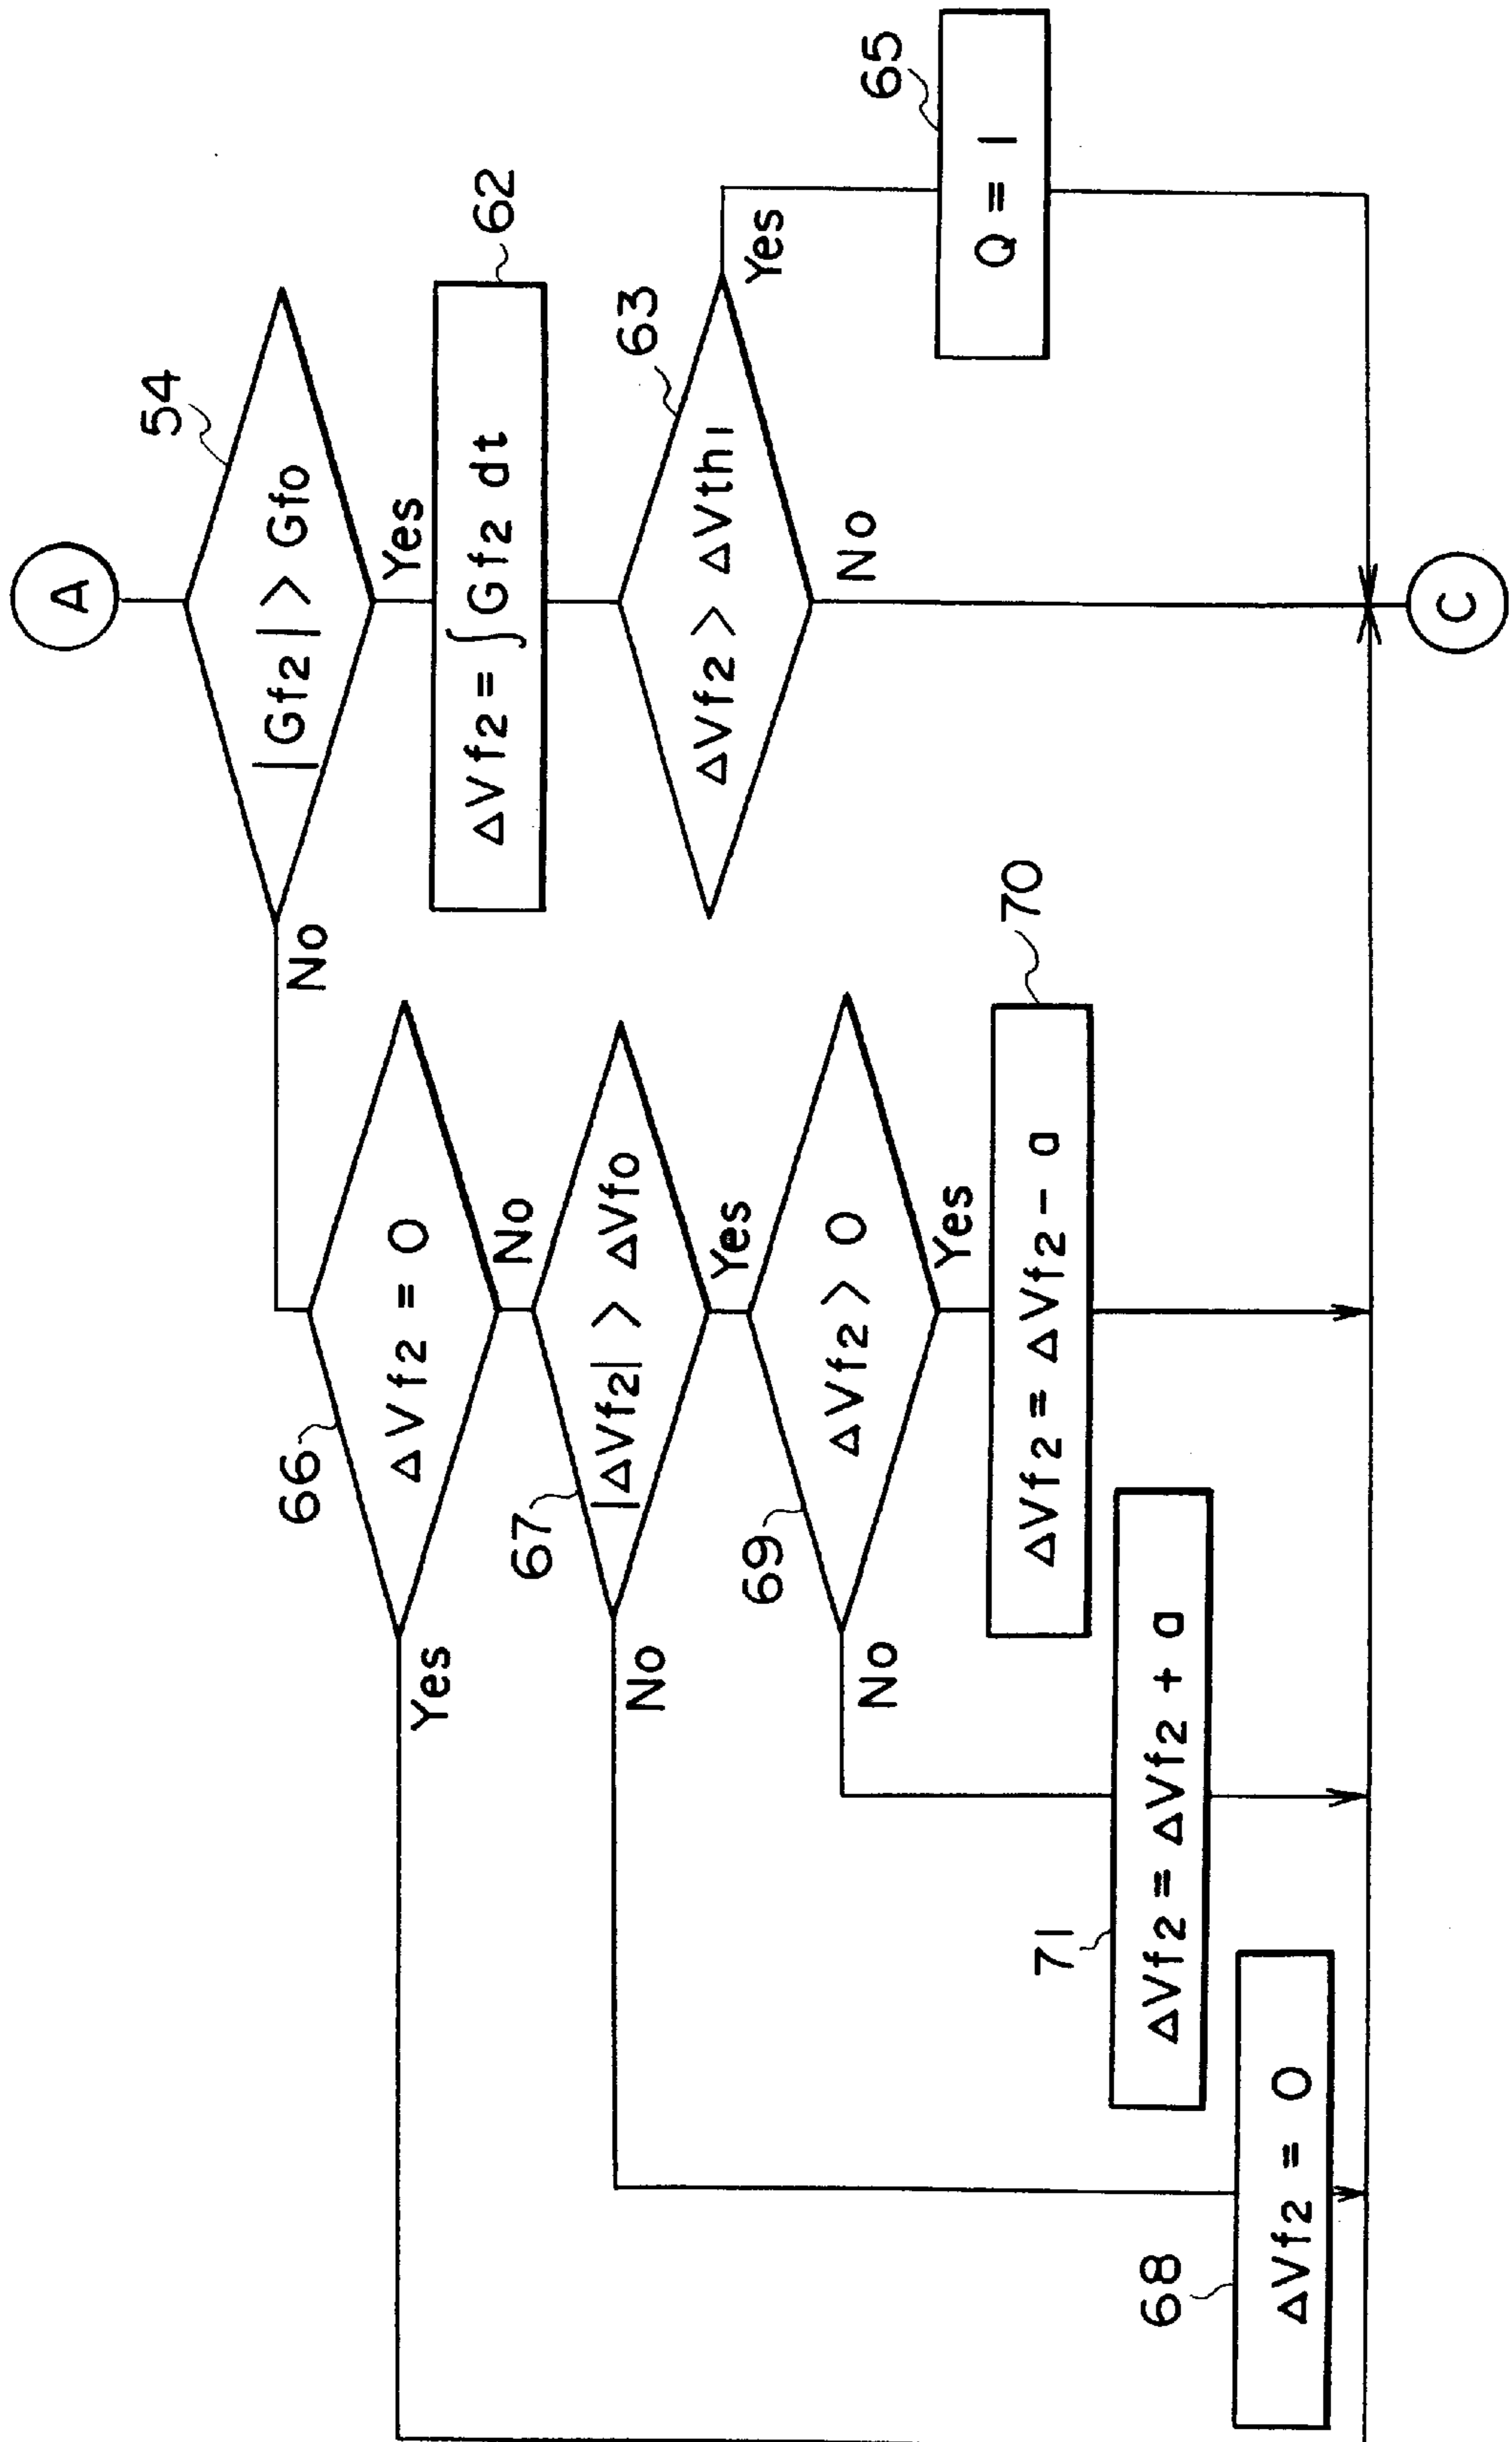 A
54
|Gf2| > Gfo
Yes
No
62
ΔVf2 = ∫Gf2 dt
63
ΔVf2 > ΔVth1
Yes
No
65
Q = 1
66
ΔVf2 = 0
Yes
No
67
|ΔVf2| > ΔVfo
Yes
No
69
ΔVf2 > 0
Yes
No
70
ΔVf2 = ΔVf2 - a
71
ΔVf2 = ΔVf2 + a
68
ΔVf2 = 0
C